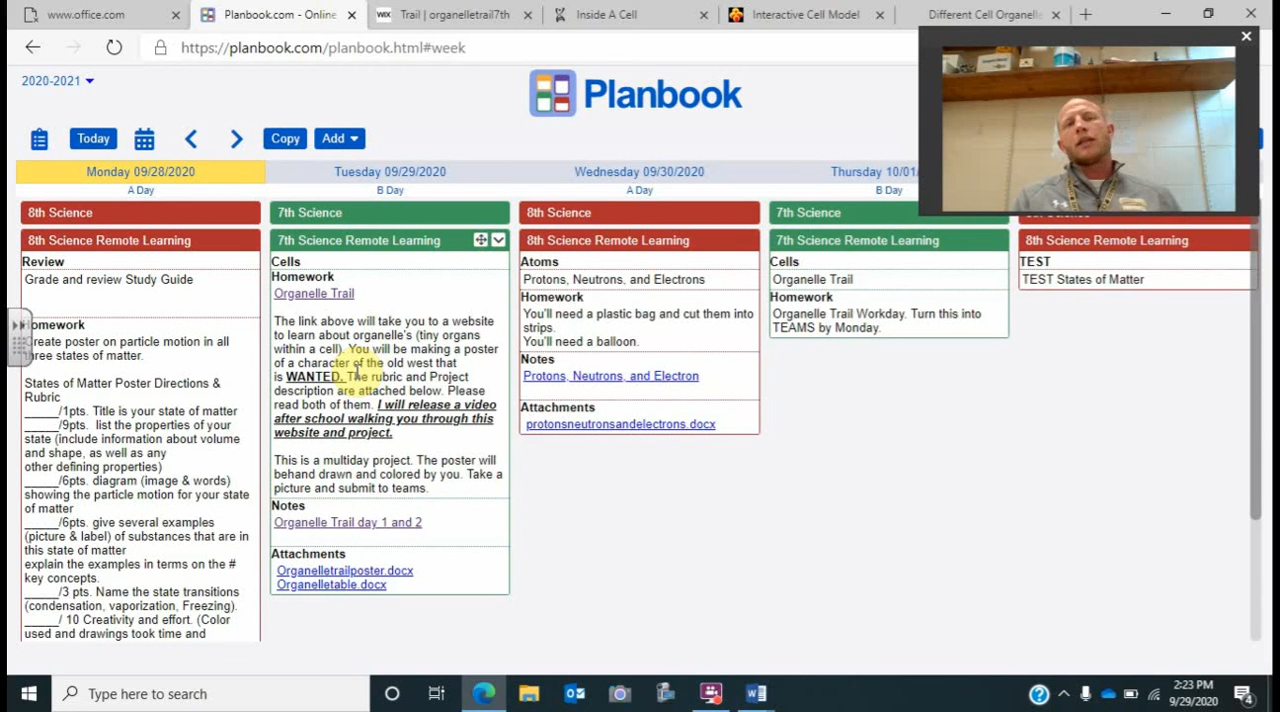 www.office.com
Planbook.com - Online
WIX Trail | organelletrail7th
Inside A Cell
Interactive Cell Model
Different Cell Organell
https://planbook.com/planbook.html#week
2020-2021
Planbook
Today
Copy
Add
Monday 09/28/2020
A Day
8th Science
8th Science Remote Learning
Review
Grade and review Study Guide
Homework
Create poster on particle motion in all
three states of matter.
States of Matter Poster Directions &
Rubric
_____/1pts. Title is your state of matter
_____/9pts. list the properties of your
state (include information about volume
and shape, as well as any
other defining properties)
_____/6pts. diagram (image & words)
showing the particle motion for your state
of matter
_____/6pts. give several examples
(picture & label) of substances that are in
this state of matter
explain the examples in terms on the #
key concepts.
_____/3 pts. Name the state transitions
(condensation, vaporization, Freezing).
_____/ 10 Creativity and effort. (Color
used and drawings took time and
Tuesday 09/29/2020
B Day
7th Science
7th Science Remote Learning
Cells
Homework
Organelle Trail
The link above will take you to a website
to learn about organelle's (tiny organs
within a cell). You will be making a poster
of a character of the old west that
is WANTED. The rubric and Project
description are attached below. Please
read both of them. I will release a video
after school walking you through this
website and project.
This is a multiday project. The poster will
behand drawn and colored by you. Take a
picture and submit to teams.
Notes
Organelle Trail day 1 and 2
Attachments
Organelletrailposter.docx
Organelletable.docx
Wednesday 09/30/2020
A Day
8th Science
8th Science Remote Learning
Atoms
Protons, Neutrons, and Electrons
Homework
You'll need a plastic bag and cut them into
strips.
You'll need a balloon.
Notes
Protons, Neutrons, and Electron
Attachments
protonsneutronsandelectrons.docx
Thursday 10/01/
B Day
7th Science
7th Science Remote Learning
Cells
Organelle Trail
Homework
Organelle Trail Workday. Turn this into
TEAMS by Monday.
8th Science
8th Science Remote Learning
TEST
TEST States of Matter
Type here to search
2:23 PM
9/29/2020
4